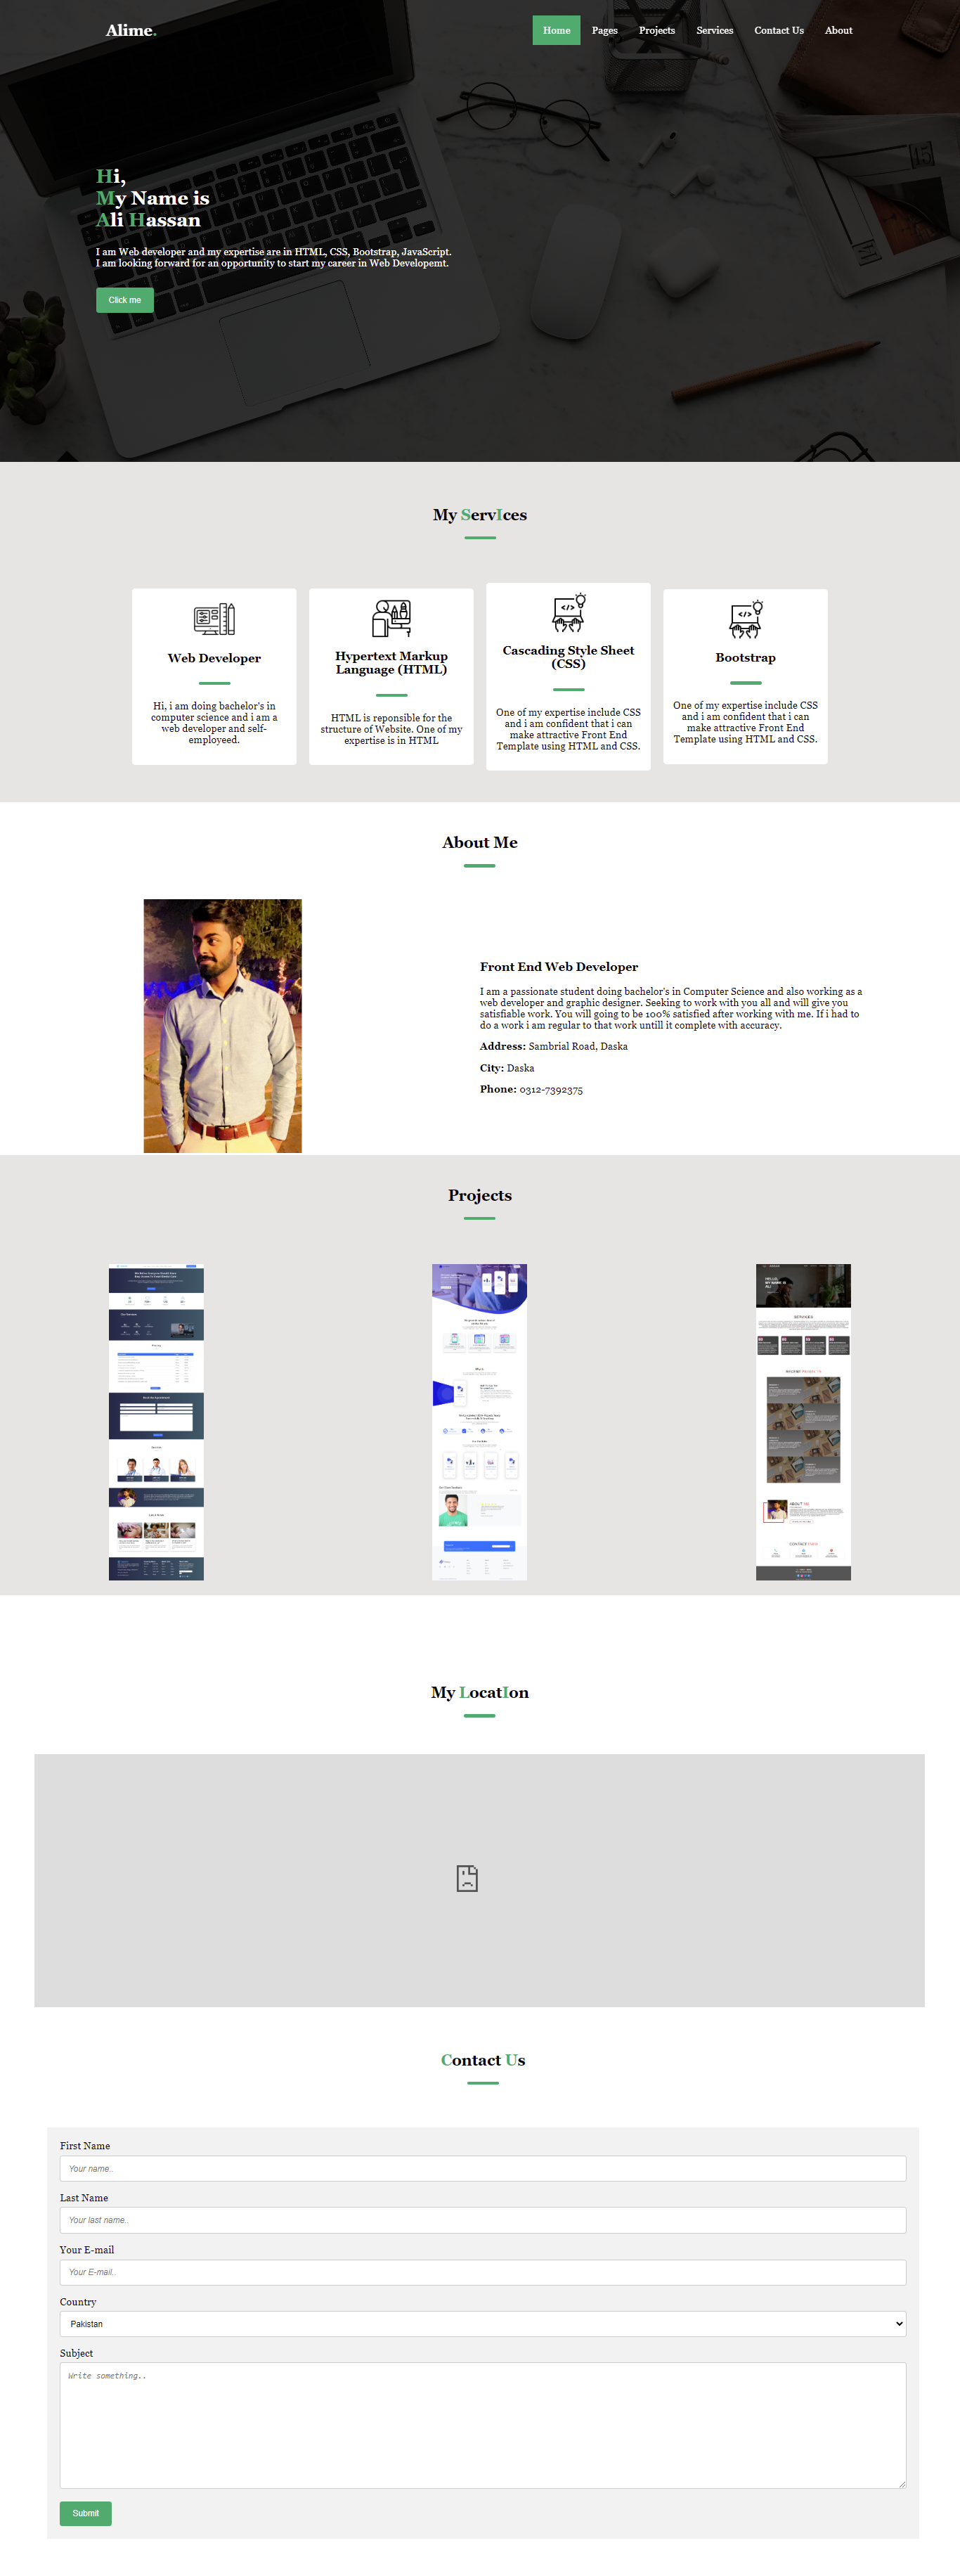 Alime.
Home Pages Projects Services Contact Us About
Hi,
My Name is
Ali Hassan
I am Web developer and my expertise are in HTML, CSS, Bootstrap, JavaScript.
I am looking forward for an opportunity to start my career in Web Developemt.
Click me
My ServIces
Web Developer
Hi, i am doing bachelor's in
computer science and i am a
web developer and self-
employeed.
Hypertext Markup
Language (HTML)
HTML is reponsible for the
structure of Website. One of my
expertise is in HTML
Cascading Style Sheet
(CSS)
One of my expertise include CSS
and i am confident that i can
make attractive Front End
Template using HTML and CSS.
Bootstrap
One of my expertise include CSS
and i am confident that i can
make attractive Front End
Template using HTML and CSS.
About Me
Front End Web Developer
I am a passionate student doing bachelor's in Computer Science and also working as a
web developer and graphic designer. Seeking to work with you all and will give you
satisfiable work. You will going to be 100% satisfied after working with me. If i had to
do a work i am regular to that work untill it complete with accuracy.
Address: Sambrial Road, Daska
City: Daska
Phone: 0312-7392375
Projects
My LocatIon
Contact Us
First Name
Your name..
Last Name
Your last name..
Your E-mail
Your E-mail..
Country
Pakistan
Subject
Write something..
Submit